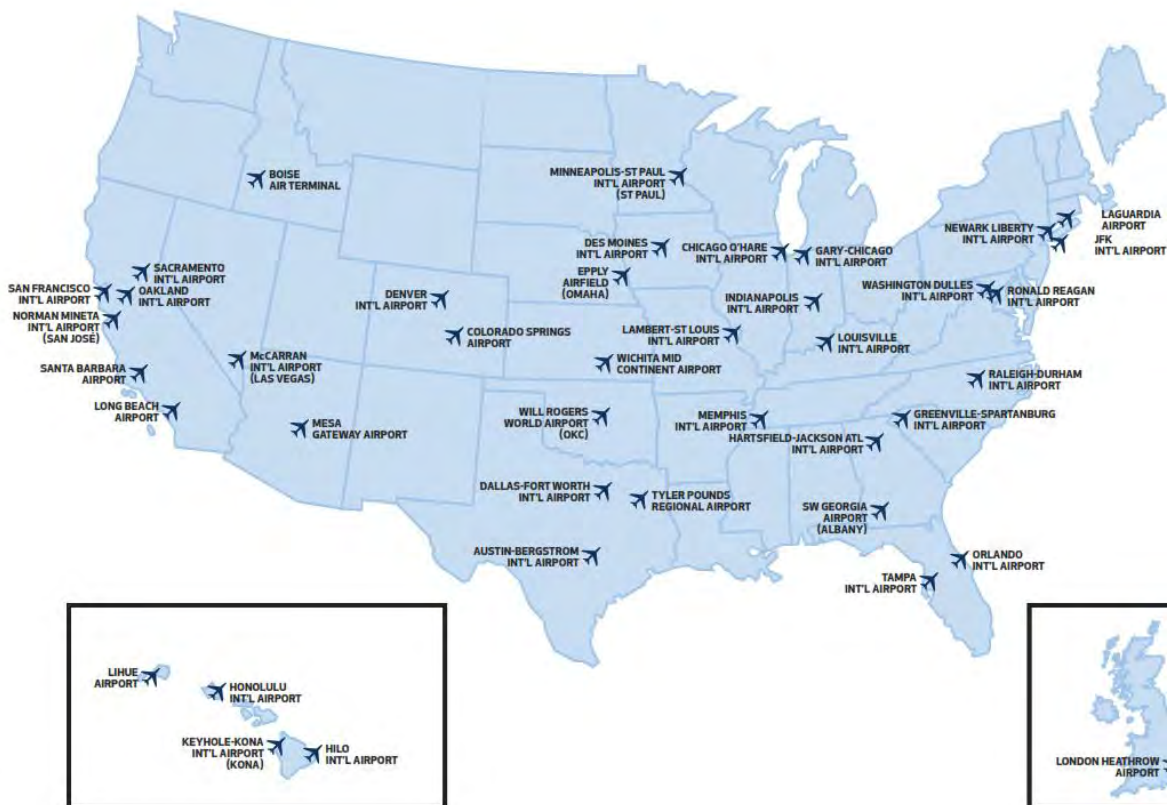 BOISE
AIR TERMINAL
MINNEAPOLIS-ST PAUL
INT'L AIRPORT
(ST PAUL)
LAGUARDIA
AIRPORT
NEWARK LIBERTY
INT'L AIRPORT
JFK
INT'L AIRPORT
DES MOINES
INT'L AIRPORT
CHICAGO O'HARE
INT'L AIRPORT
GARY-CHICAGO
INT'L AIRPORT
SACRAMENTO
INT'L AIRPORT
SAN FRANCISCO
INT'L AIRPORT
OAKLAND
INT'L AIRPORT
EPPLY
AIRFIELD
(OMAHA)
WASHINGTON DULLES
INT'L AIRPORT
RONALD REAGAN
INT'L AIRPORT
DENVER
INT'L AIRPORT
INDIANAPOLIS
INT'L AIRPORT
NORMAN MINETA
INT'L AIRPORT
(SAN JOSÉ)
COLORADO SPRINGS
AIRPORT
LAMBERT-ST LOUIS
INT'L AIRPORT
LOUISVILLE
INT'L AIRPORT
McCARRAN
INT'L AIRPORT
(LAS VEGAS)
WICHITA MID
CONTINENT AIRPORT
SANTA BARBARA
AIRPORT
RALEIGH-DURHAM
INT'L AIRPORT
LONG BEACH
AIRPORT
MESA
GATEWAY AIRPORT
WILL ROGERS
WORLD AIRPORT
(OKC)
MEMPHIS
INT'L AIRPORT
GREENVILLE-SPARTANBURG
INT'L AIRPORT
HARTSFIELD-JACKSON ATL
INT'L AIRPORT
DALLAS-FORT WORTH
INT'L AIRPORT
TYLER POUNDS
REGIONAL AIRPORT
SW GEORGIA
AIRPORT
(ALBANY)
AUSTIN-BERGSTROM
INT'L AIRPORT
ORLANDO
INT'L AIRPORT
TAMPA
INT'L AIRPORT
LIHUE
AIRPORT
HONOLULU
INT'L AIRPORT
KEYHOLE-KONA
INT'L AIRPORT
(KONA)
HILO
INT'L AIRPORT
LONDON HEATHROW
AIRPORT